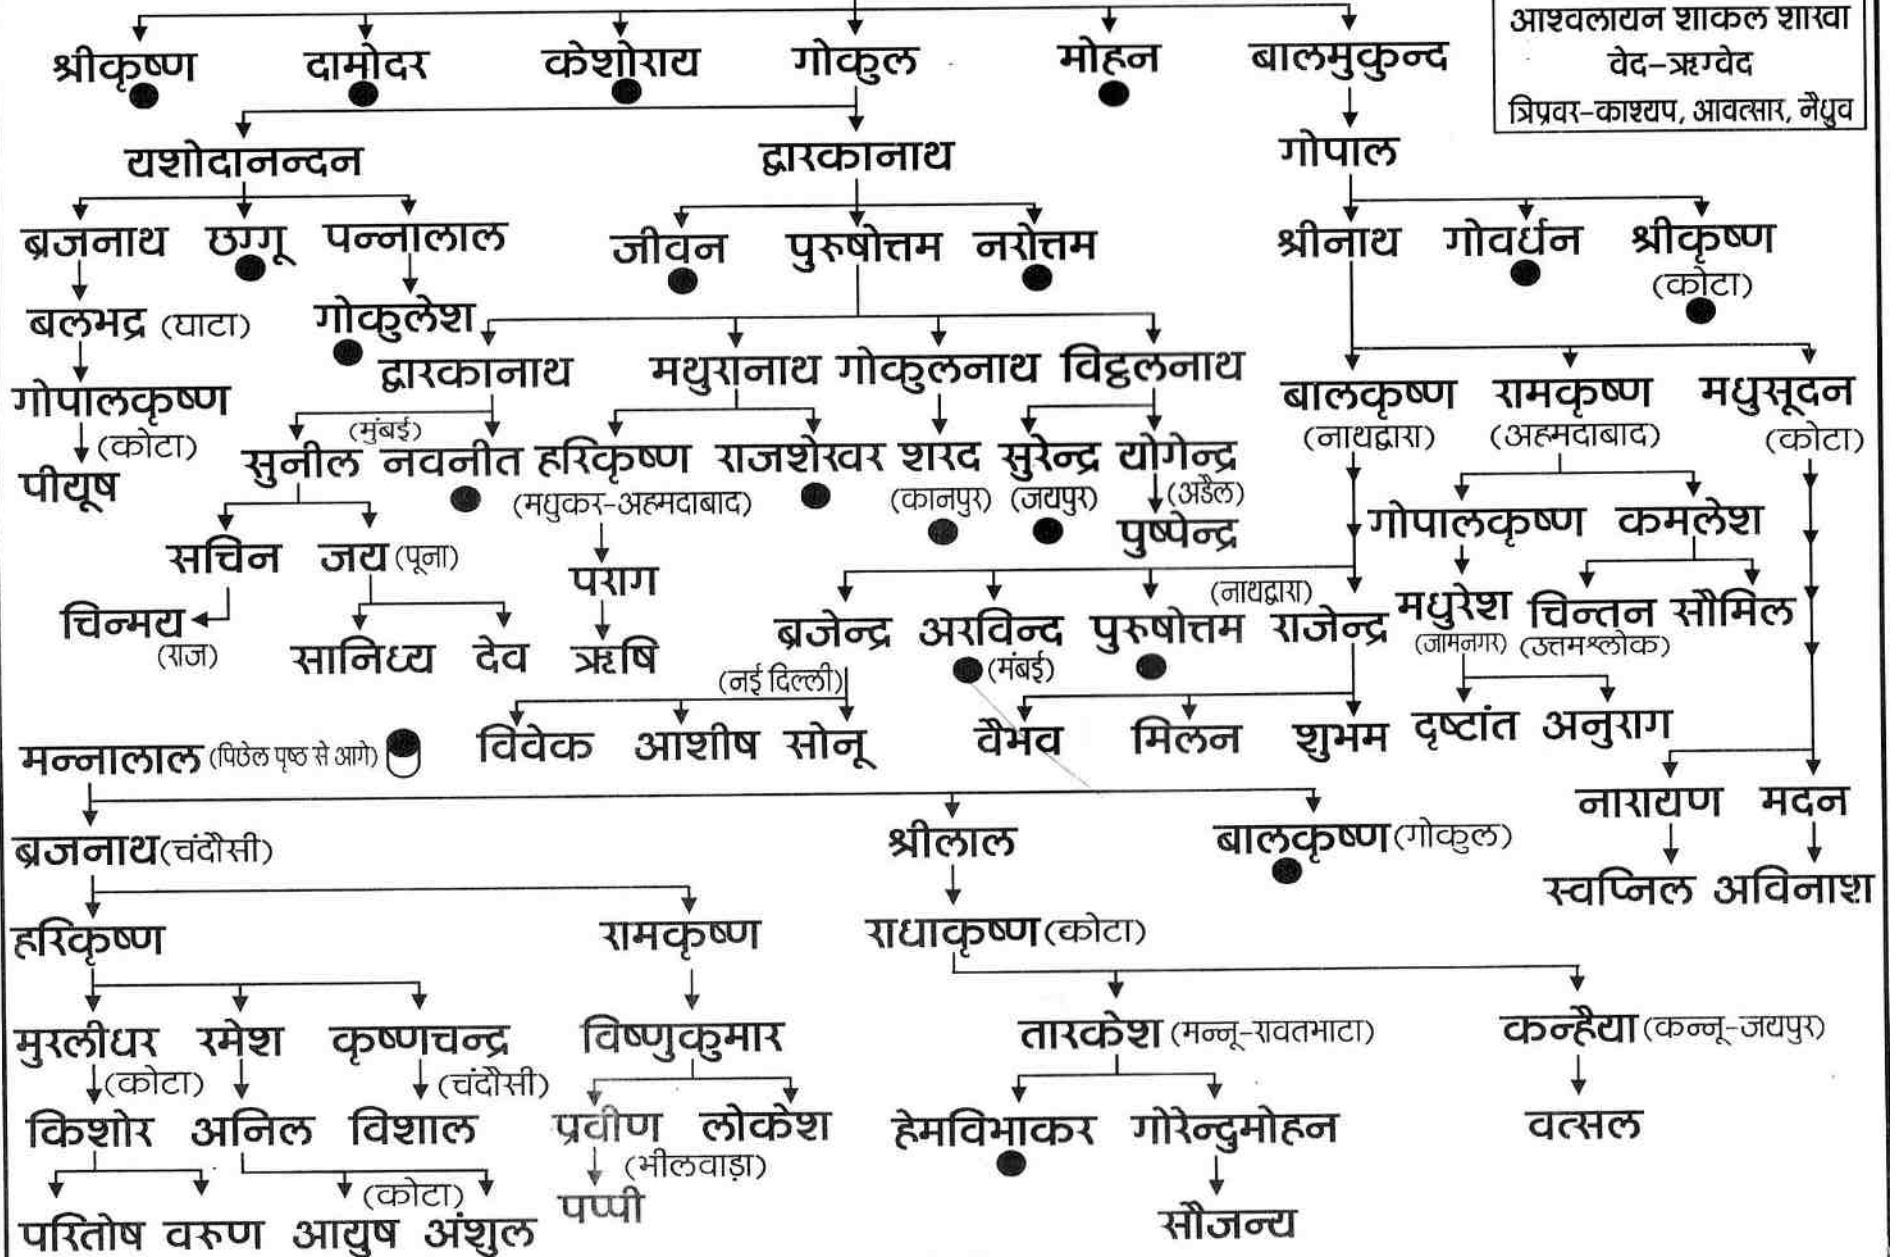 आश्वलायन शाकल शाखा
वेद-ऋग्वेद
त्रिप्रवर-काश्यप, आवत्सार, नैध्रुव
श्रीकृष्ण दामोदर केशोराय गोकुल मोहन बालमुकुन्द
यशोदानन्दन द्वारकानाथ गोपाल
ब्रजनाथ छग्गू पन्नालाल जीवन पुरूषोत्तम नरोत्तम श्रीनाथ गोवर्धन श्रीकृष्ण
(कोटा)
बलभद्र (घाटा) गोकुलेश
द्वारकानाथ मथुरानाथ गोकुलनाथ विट्ठलनाथ
गोपालकृष्ण बालकृष्ण रामकृष्ण मधुसूदन
(कोटा) (मुंबई) (नाथद्वारा) (अहमदाबाद) (कोटा)
पीयूष सुनील नवनीत हरिकृष्ण राजशेखर शरद सुरेन्द्र योगेन्द्र
(मधुकर-अहमदाबाद) (कानपुर) (जयपुर) (अडैल)
पुष्पेन्द्र गोपालकृष्ण कमलेश
सचिन जय (पूना) पराग
(नाथद्वारा)
चिन्मय ब्रजेन्द्र अरविन्द पुरुषोत्तम राजेन्द्र मधुरेश चिन्तन सौमिल
(राज) सानिध्य देव ऋषि (मंबई) (जामनगर) (उत्तमश्लोक)
(नई दिल्ली)
मन्नालाल (पिछेल पृष्ठ से आगे) विवेक आशीष सोनू वैभव मिलन शुभम दृष्टांत अनुराग
नारायण मदन
ब्रजनाथ (चंदौसी) श्रीलाल बालकृष्ण (गोकुल)
स्वप्निल अविनाश
हरिकृष्ण रामकृष्ण राधाकृष्ण (कोटा)
मुरलीधर रमेश कृष्णचन्द्र विष्णुकुमार तारकेश (मन्नू-रावतभाटा) कन्हैया (कन्नू-जयपुर)
(कोटा) (चंदौसी)
किशोर अनिल विशाल प्रवीण लोकेश हेमविभाकर गोरेन्दुमोहन वत्सल
(कोटा) (भीलवाड़ा)
परितोष वरुण आयुष अंशुल पप्पी सौजन्य